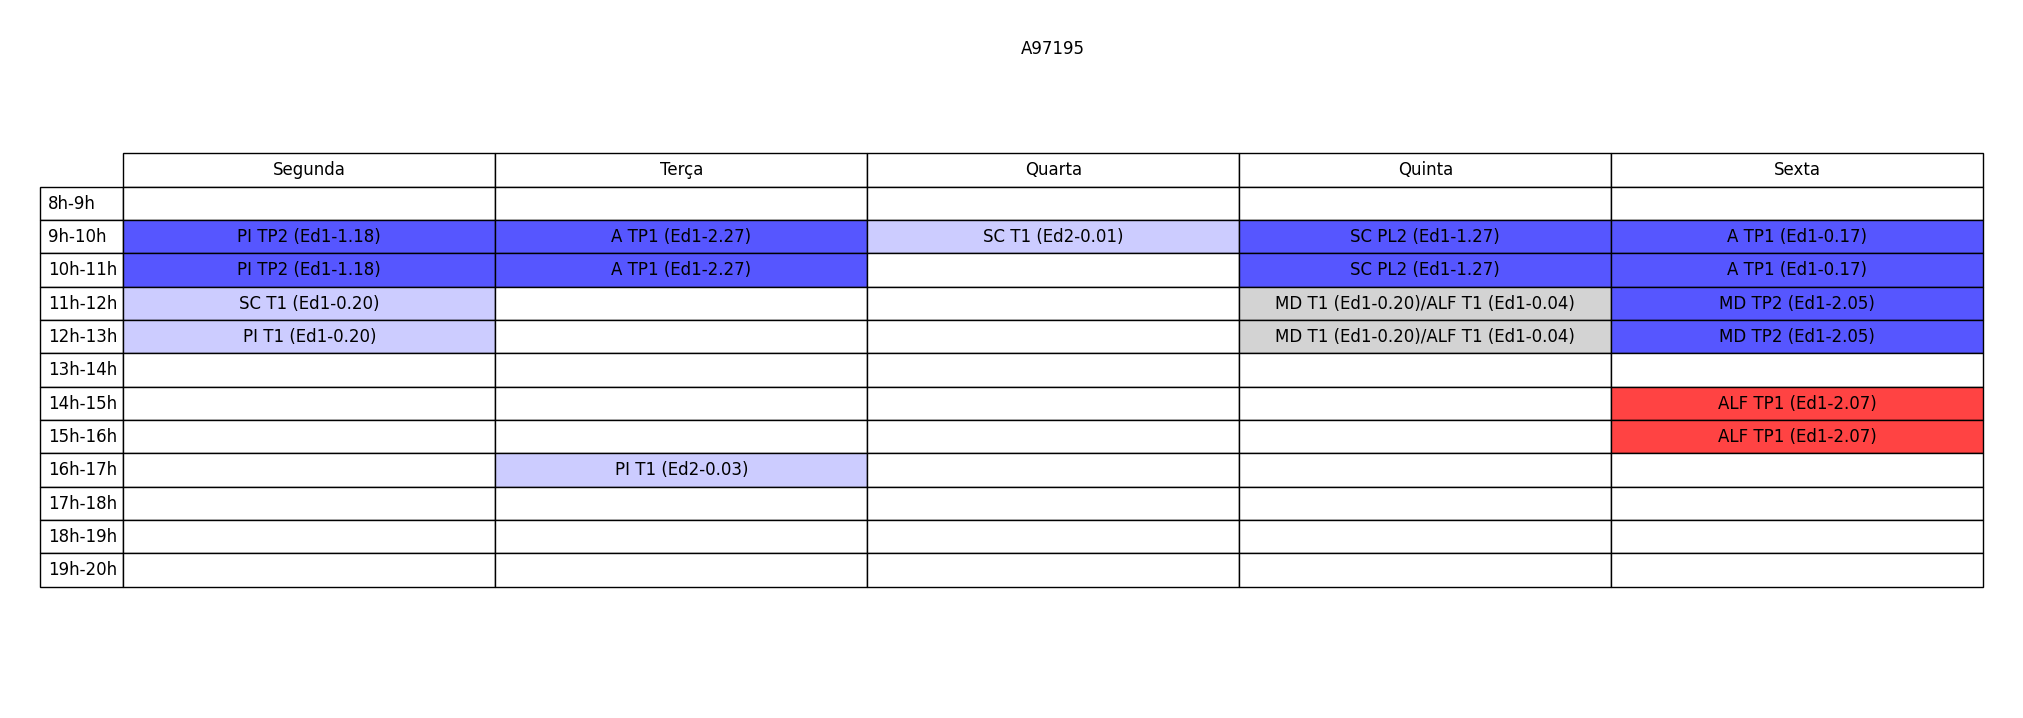 A97195
Segunda Terça Quarta Quinta Sexta
8h-9h
9h-10h PI TP2 (Ed1-1.18) A TP1 (Ed1-2.27) SC T1 (Ed2-0.01) SC PL2 (Ed1-1.27) A TP1 (Ed1-0.17)
10h-11h PI TP2 (Ed1-1.18) A TP1 (Ed1-2.27) SC PL2 (Ed1-1.27) A TP1 (Ed1-0.17)
11h-12h SC T1 (Ed1-0.20) MD T1 (Ed1-0.20)/ALF T1 (Ed1-0.04) MD TP2 (Ed1-2.05)
12h-13h PI T1 (Ed1-0.20) MD T1 (Ed1-0.20)/ALF T1 (Ed1-0.04) MD TP2 (Ed1-2.05)
13h-14h
14h-15h ALF TP1 (Ed1-2.07)
15h-16h ALF TP1 (Ed1-2.07)
16h-17h PI T1 (Ed2-0.03)
17h-18h
18h-19h
19h-20h